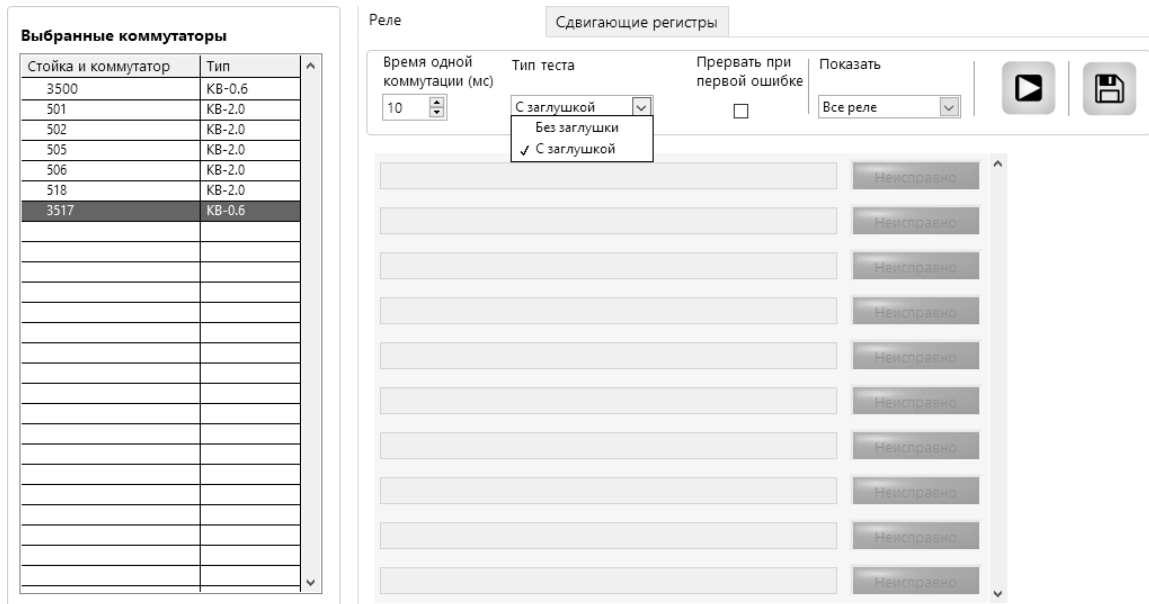 Выбранные коммутаторы
Стойка и коммутатор Тип
3500 КВ-0.6
501 КВ-2.0
502 КВ-2.0
505 КВ-2.0
506 КВ-2.0
518 КВ-2.0
3517 КВ-0.6
Реле Сдвигающие регистры
Время одной коммутации (мс)
10
Тип теста
С заглушкой
Без заглушки
✓ С заглушкой
Прервать при
первой ошибке
Показать
Все реле
Неисправно
Неисправно
Неисправно
Неисправно
Неисправно
Неисправно
Неисправно
Неисправно
Неисправно
Неисправно